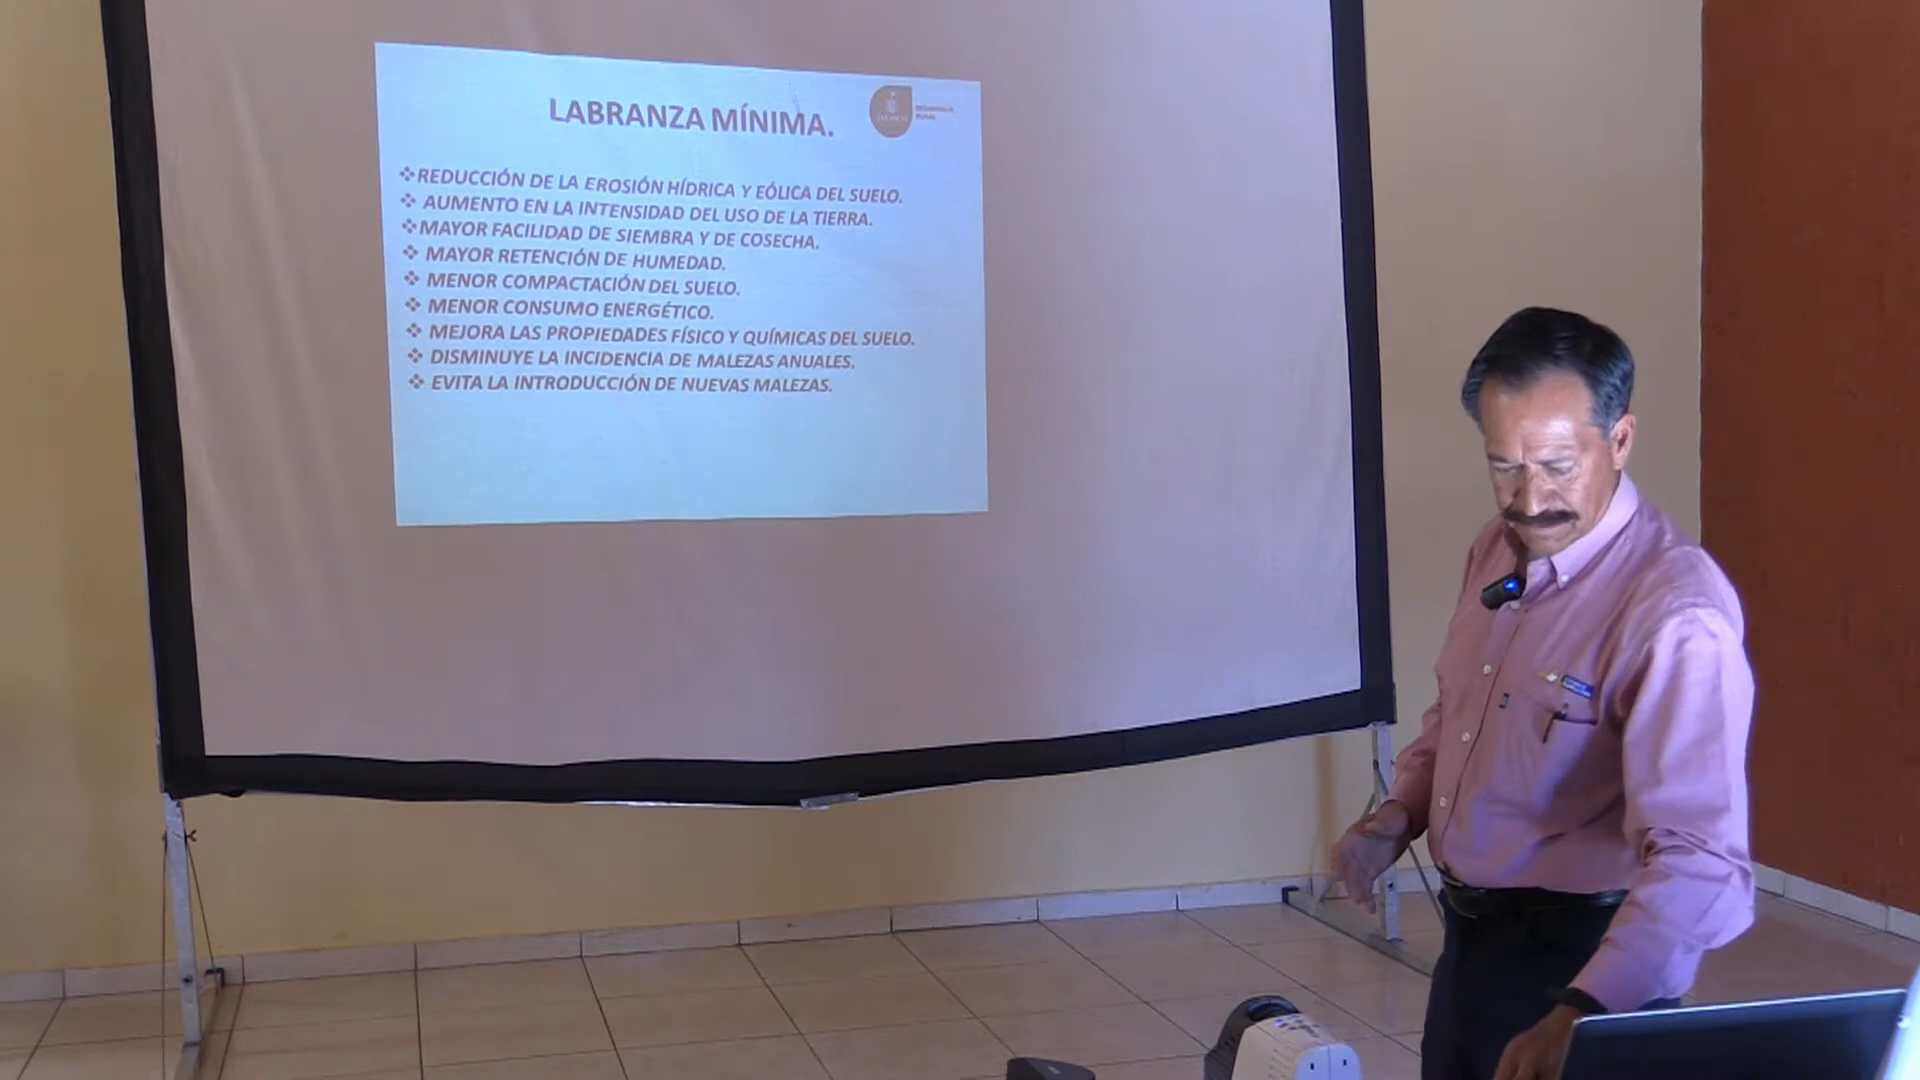 LABRANZA MÍNIMA.
JALISCO
❖REDUCCIÓN DE LA EROSIÓN HÍDRICA Y EÓLICA DEL SUELO.
❖ AUMENTO EN LA INTENSIDAD DEL USO DE LA TIERRA.
❖MAYOR FACILIDAD DE SIEMBRA Y DE COSECHA.
❖ MAYOR RETENCIÓN DE HUMEDAD.
❖ MENOR COMPACTACIÓN DEL SUELO.
❖ MENOR CONSUMO ENERGÉTICO.
❖ MEJORA LAS PROPIEDADES FÍSICO Y QUÍMICAS DEL SUELO.
❖ DISMINUYE LA INCIDENCIA DE MALEZAS ANUALES.
❖ EVITA LA INTRODUCCIÓN DE NUEVAS MALEZAS.